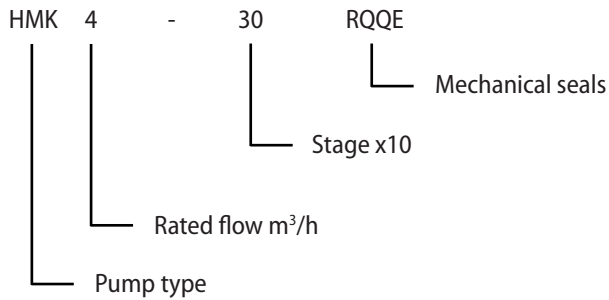 HMK 4 - 30 RQQE
Mechanical seals
Stage x10
Rated flow m³/h
Pump type